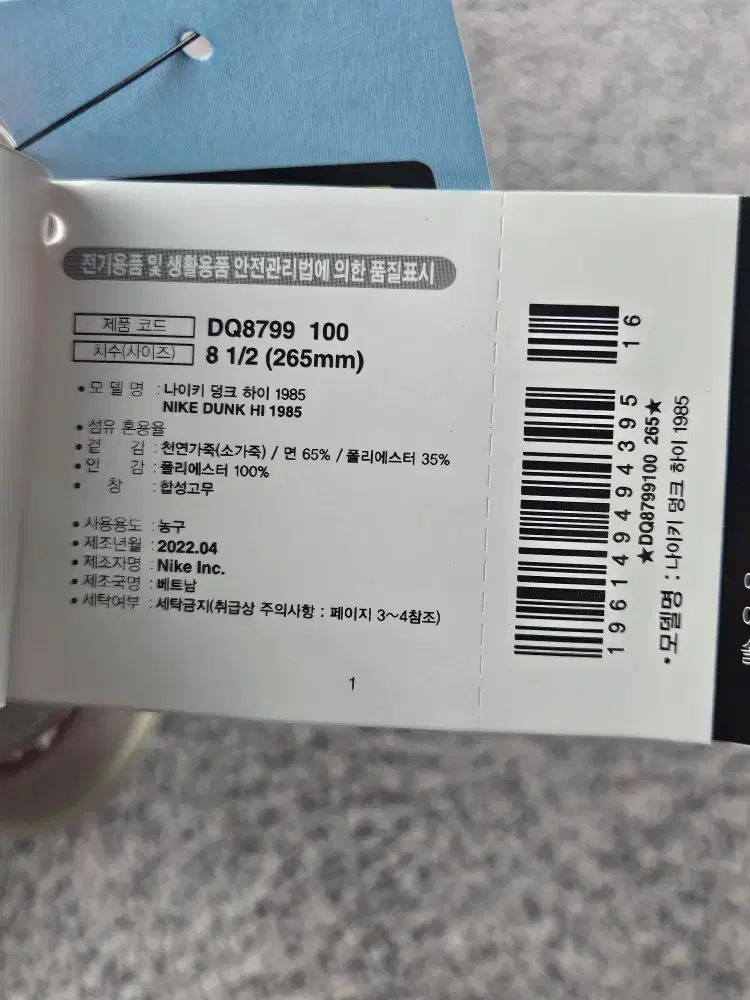 전기용품 및 생활용품 안전관리법에 의한 품질표시
제품 코드 DQ8799 100
치수(사이즈) 8 1/2 (265mm)
• 모 델 명 : 나이키 덩크 하이 1985
NIKE DUNK HI 1985
• 섬유 혼용율
• 겉 감 : 천연가죽(소가죽) / 면 65% / 폴리에스터 35%
• 안 감 : 폴리에스터 100%
• 창 : 합성고무
• 사용용도 : 농구
• 제조년월 : 2022.04
• 제조자명 : Nike Inc.
• 제조국명 : 베트남
• 세탁여부 : 세탁금지(취급상 주의사항 : 페이지 3~4참조)
1
16
196149494395
★DQ8799100 265★
• 모델명 : 나이키 덩크 하이 1985